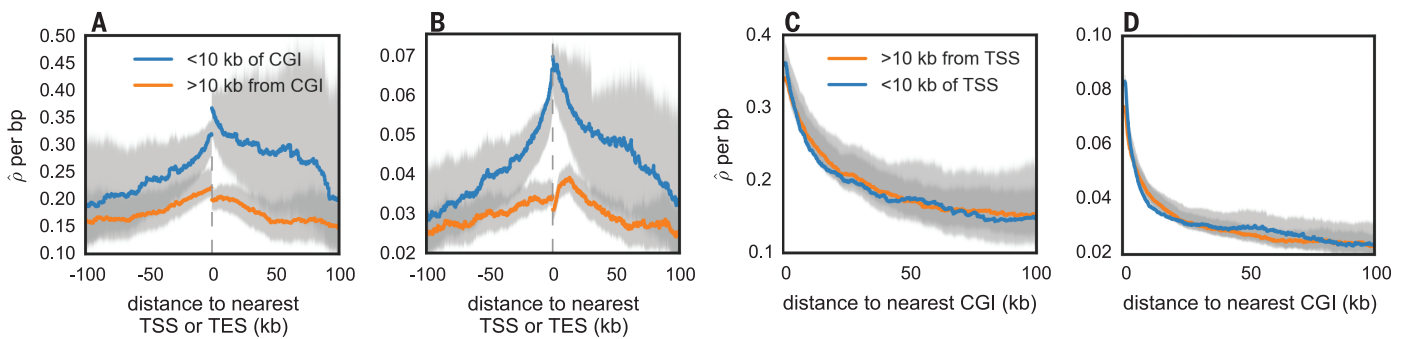 A
0.50
0.45
0.40
0.35
0.30
0.25
0.20
0.15
0.10
ρ̂ per bp
<10 kb of CGI
>10 kb from CGI
-100 -50 0 50 100
distance to nearest
TSS or TES (kb)
B
0.07
0.06
0.05
0.04
0.03
0.02
-100 -50 0 50 100
distance to nearest
TSS or TES (kb)
C
0.4
0.3
0.2
0.1
ρ̂ per bp
>10 kb from TSS
<10 kb of TSS
0 50 100
distance to nearest CGI (kb)
D
0.10
0.08
0.06
0.04
0.02
0 50 100
distance to nearest CGI (kb)